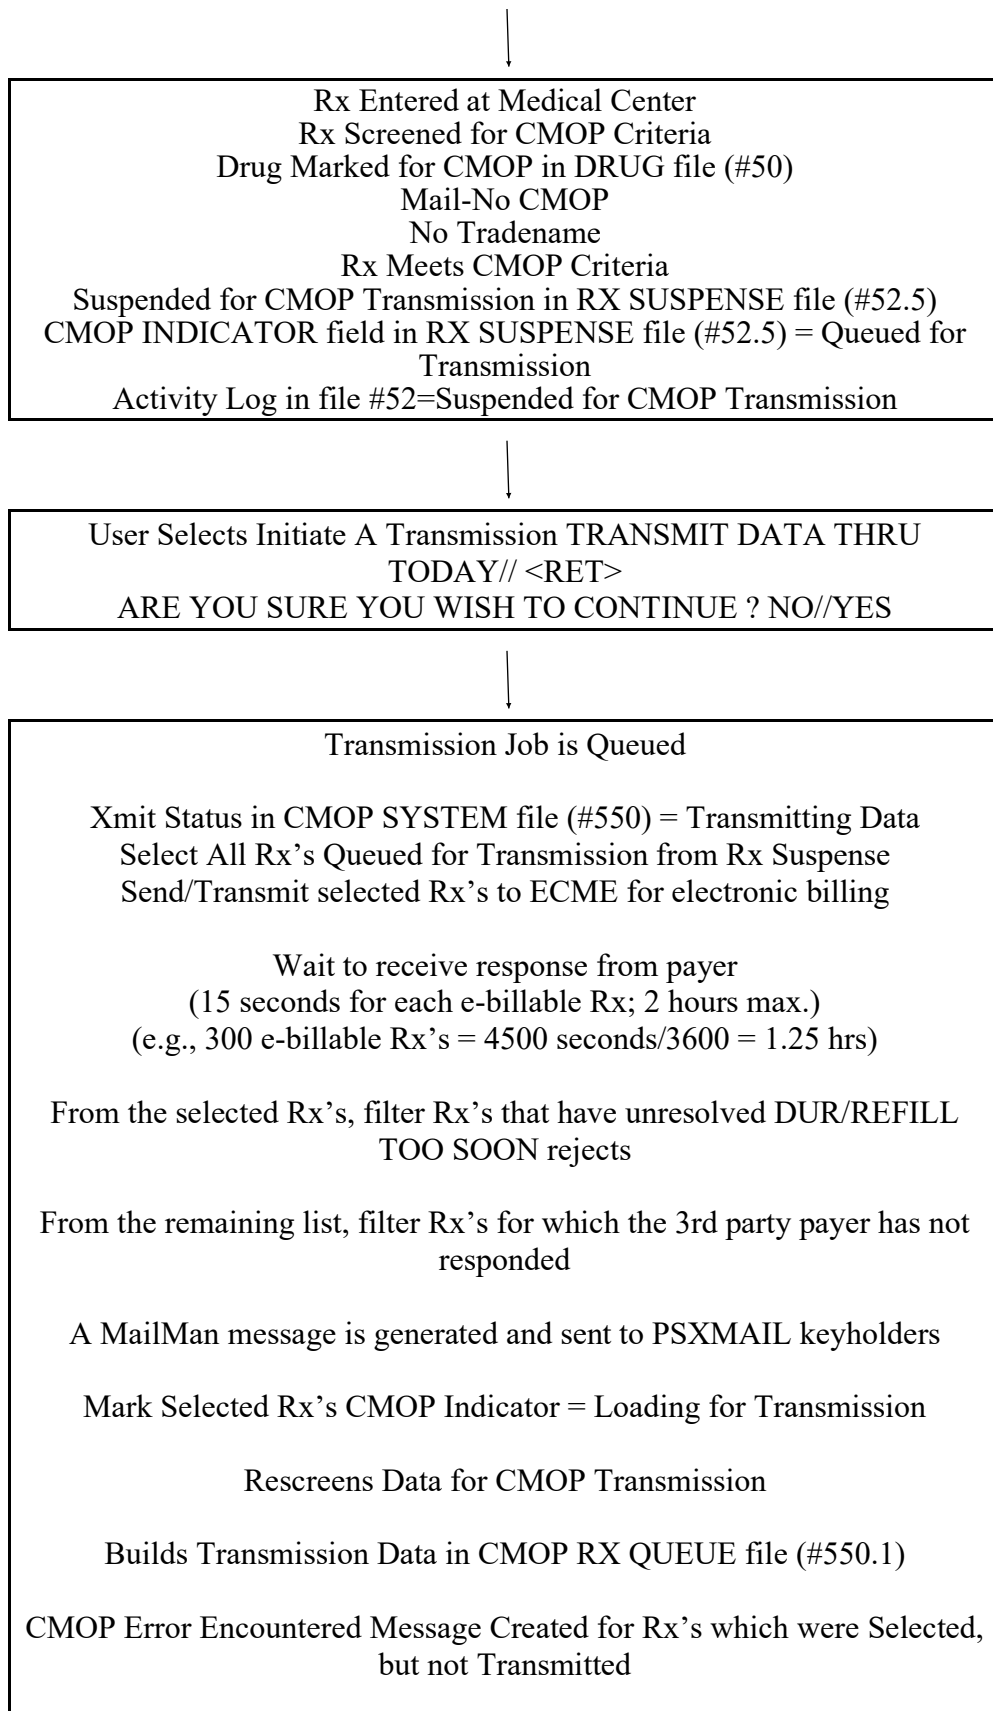 Rx Entered at Medical Center
Rx Screened for CMOP Criteria
Drug Marked for CMOP in DRUG file (#50)
Mail-No CMOP
No Tradename
Rx Meets CMOP Criteria
Suspended for CMOP Transmission in RX SUSPENSE file (#52.5)
CMOP INDICATOR field in RX SUSPENSE file (#52.5) = Queued for
Transmission
Activity Log in file #52=Suspended for CMOP Transmission
User Selects Initiate A Transmission TRANSMIT DATA THRU
TODAY// <RET>
ARE YOU SURE YOU WISH TO CONTINUE ? NO//YES
Transmission Job is Queued
Xmit Status in CMOP SYSTEM file (#550) = Transmitting Data
Select All Rx’s Queued for Transmission from Rx Suspense
Send/Transmit selected Rx’s to ECME for electronic billing
Wait to receive response from payer
(15 seconds for each e-billable Rx; 2 hours max.)
(e.g., 300 e-billable Rx’s = 4500 seconds/3600 = 1.25 hrs)
From the selected Rx’s, filter Rx’s that have unresolved DUR/REFILL
TOO SOON rejects
From the remaining list, filter Rx’s for which the 3rd party payer has not
responded
A MailMan message is generated and sent to PSXMAIL keyholders
Mark Selected Rx’s CMOP Indicator = Loading for Transmission
Rescreens Data for CMOP Transmission
Builds Transmission Data in CMOP RX QUEUE file (#550.1)
CMOP Error Encountered Message Created for Rx’s which were Selected,
but not Transmitted